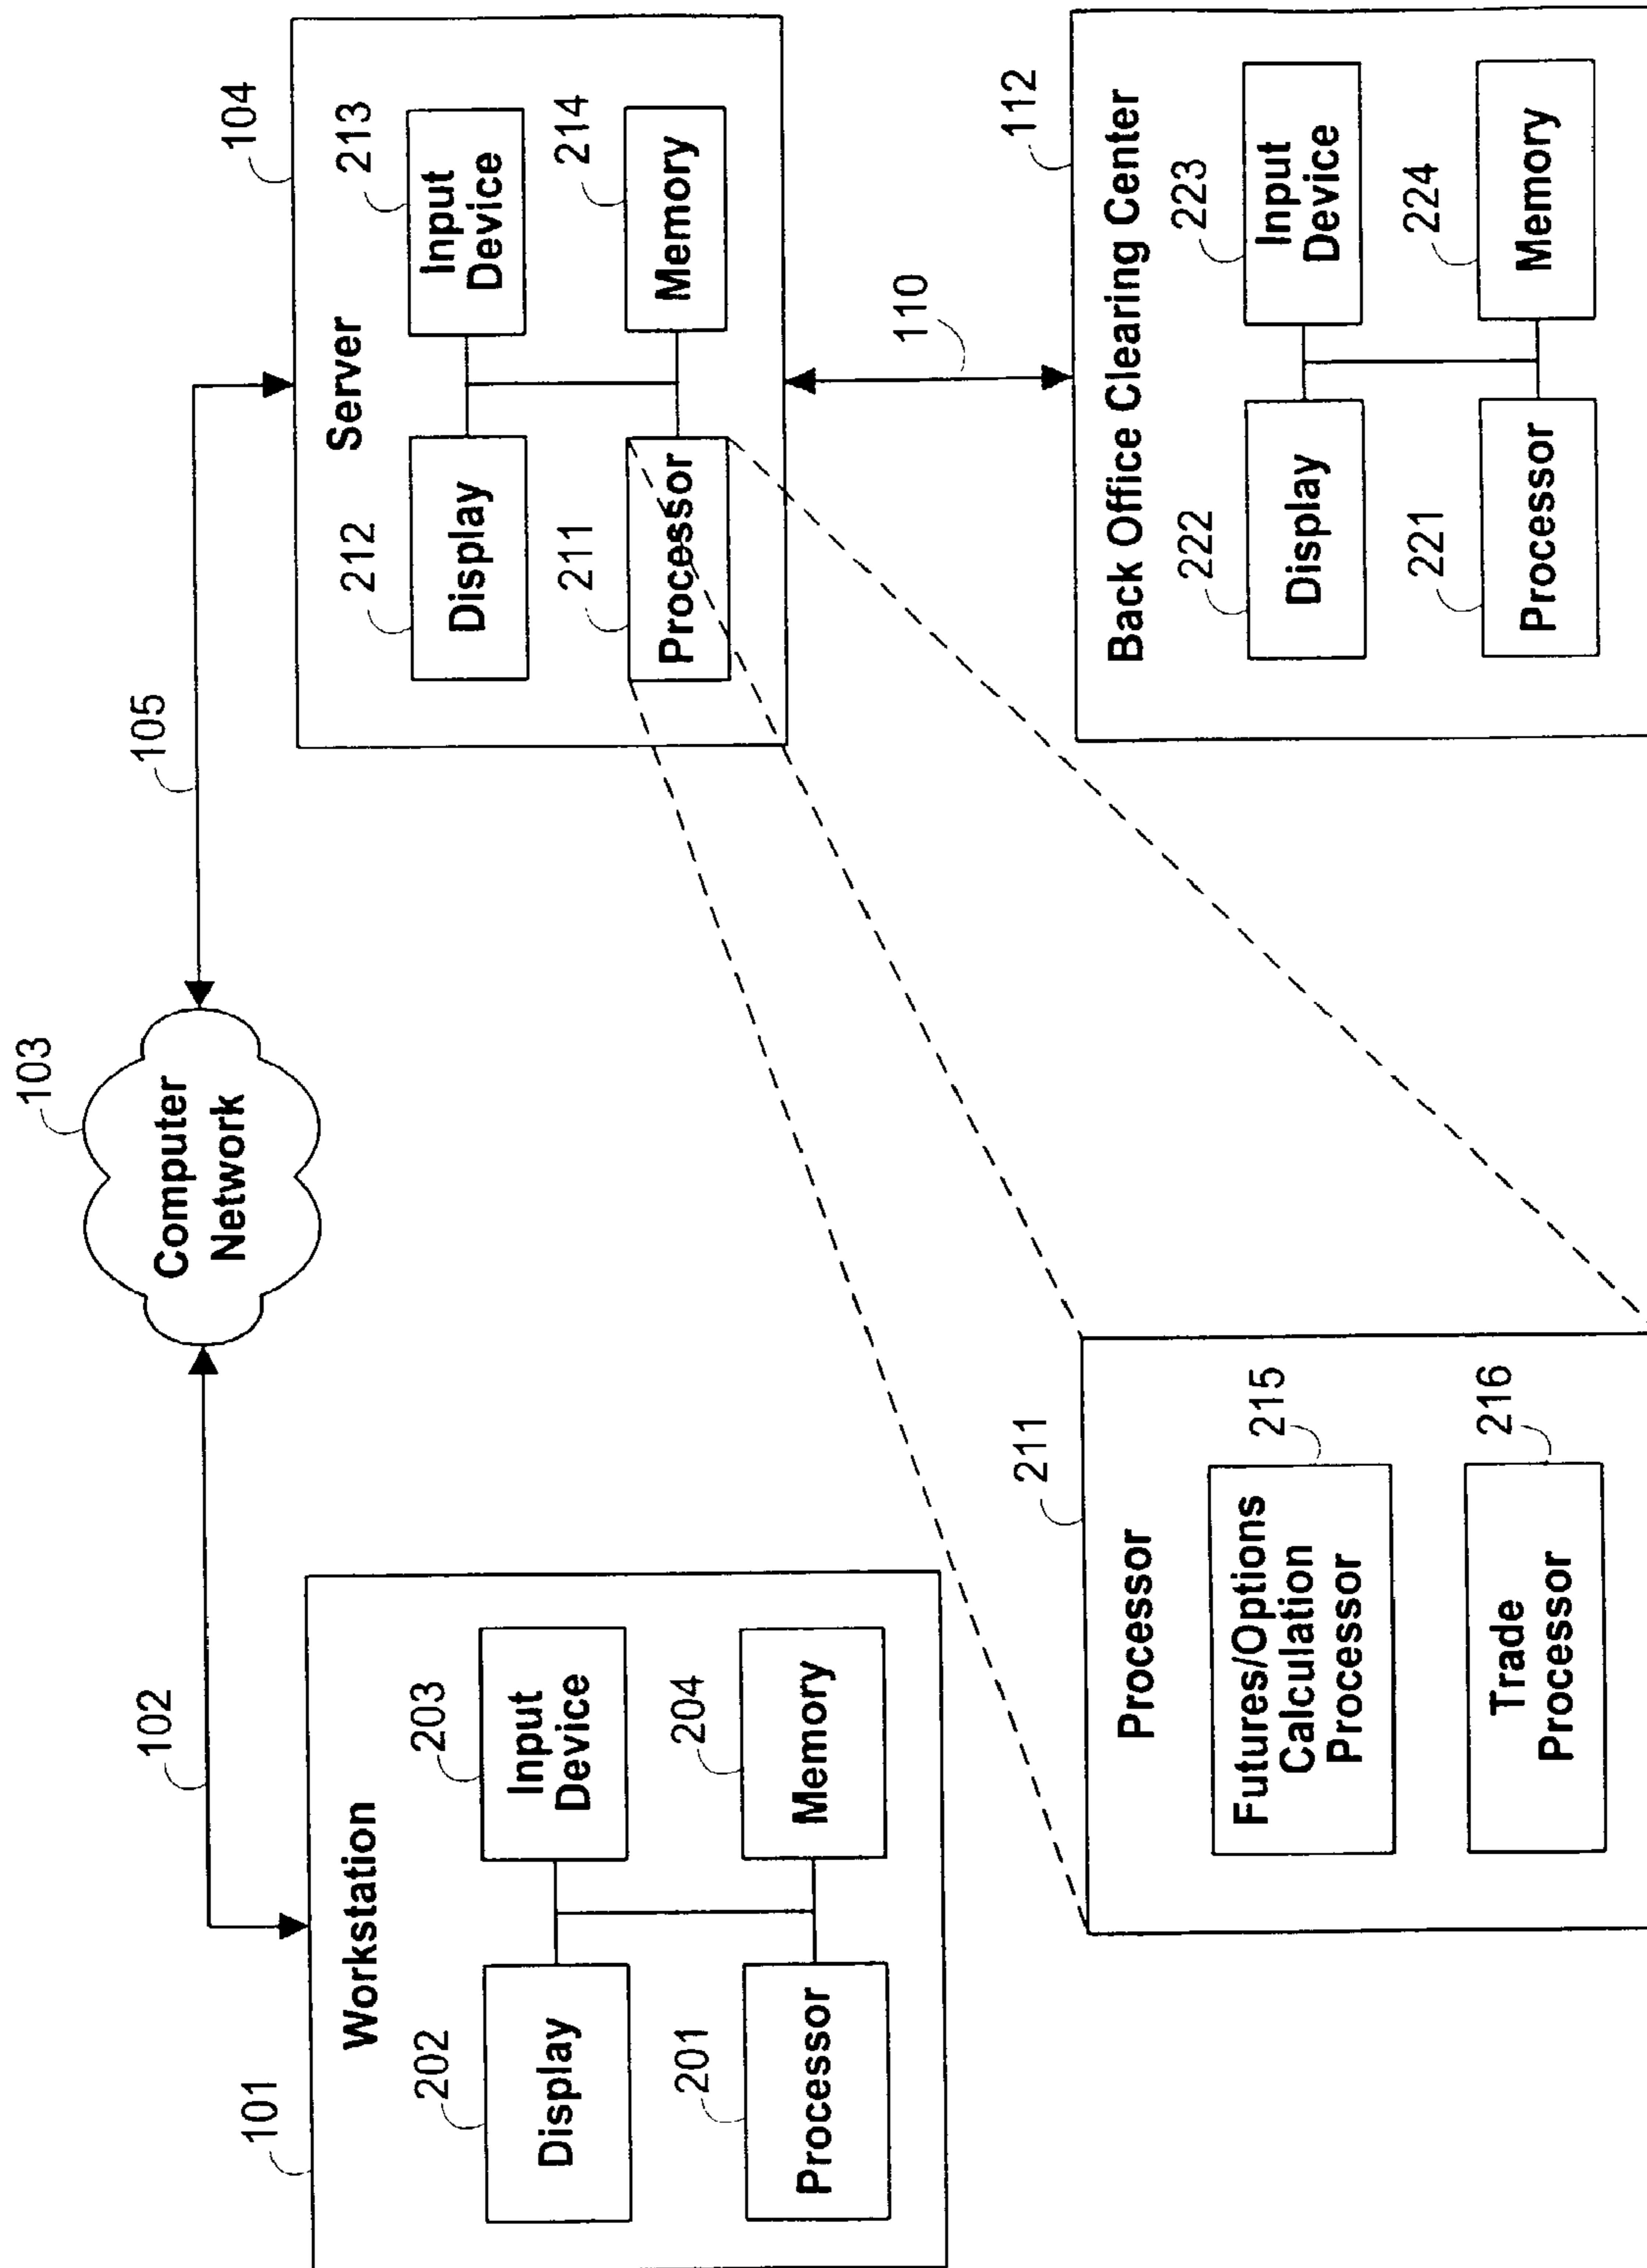 103
Computer
Network
102
105
101
Workstation
202
Display
203
Input
Device
201
Processor
204
Memory
104
Server
212
Display
213
Input
Device
211
Processor
214
Memory
110
211
Processor
215
Futures/Options
Calculation
Processor
216
Trade
Processor
112
Back Office Clearing Center
222
Display
223
Input
Device
221
Processor
224
Memory